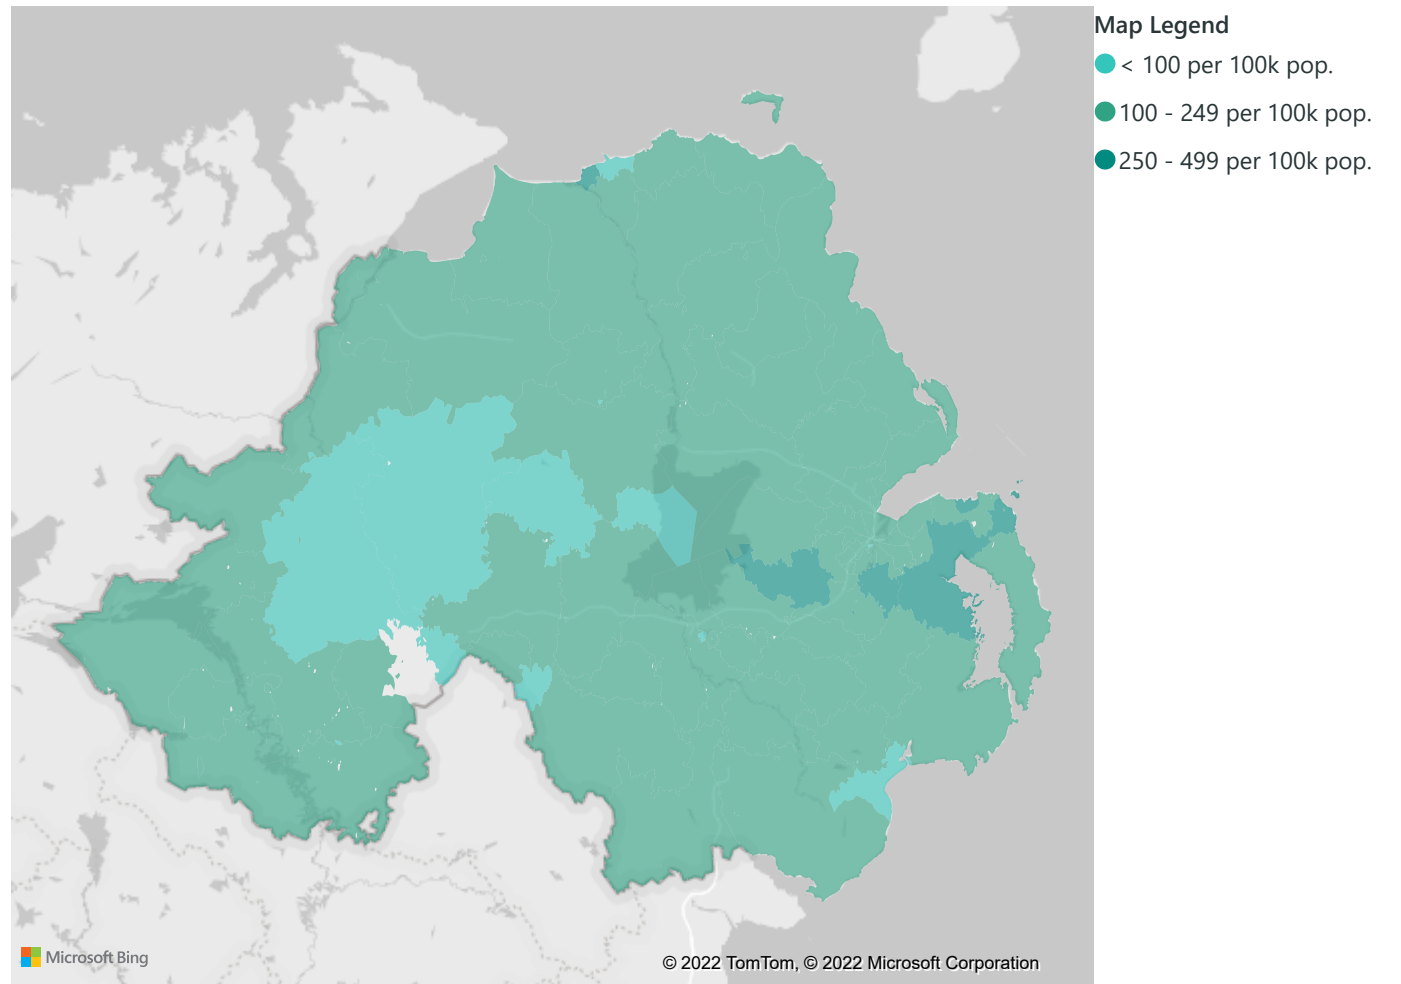 Map Legend
< 100 per 100k pop.
100 - 249 per 100k pop.
250 - 499 per 100k pop.
Microsoft Bing
© 2022 TomTom, © 2022 Microsoft Corporation